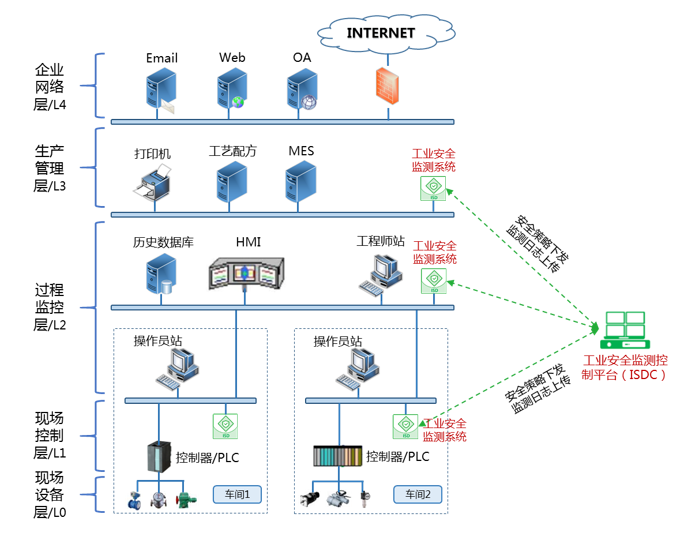 INTERNET
Email
Web
OA
企业
网络
层/L4
生产
管理
层/L3
打印机
工艺配方
MES
工业安全
监测系统
安全策略下发
监测日志上传
过程
监控
层/L2
历史数据库
HMI
工程师站
工业安全
监测系统
工业安全监测控
制平台（ISDC）
操作员站
操作员站
安全策略下发
监测日志上传
现场
控制
层/L1
控制器/PLC
控制器/PLC
工业安全
监测系统
现场
设备
层/L0
车间1
车间2